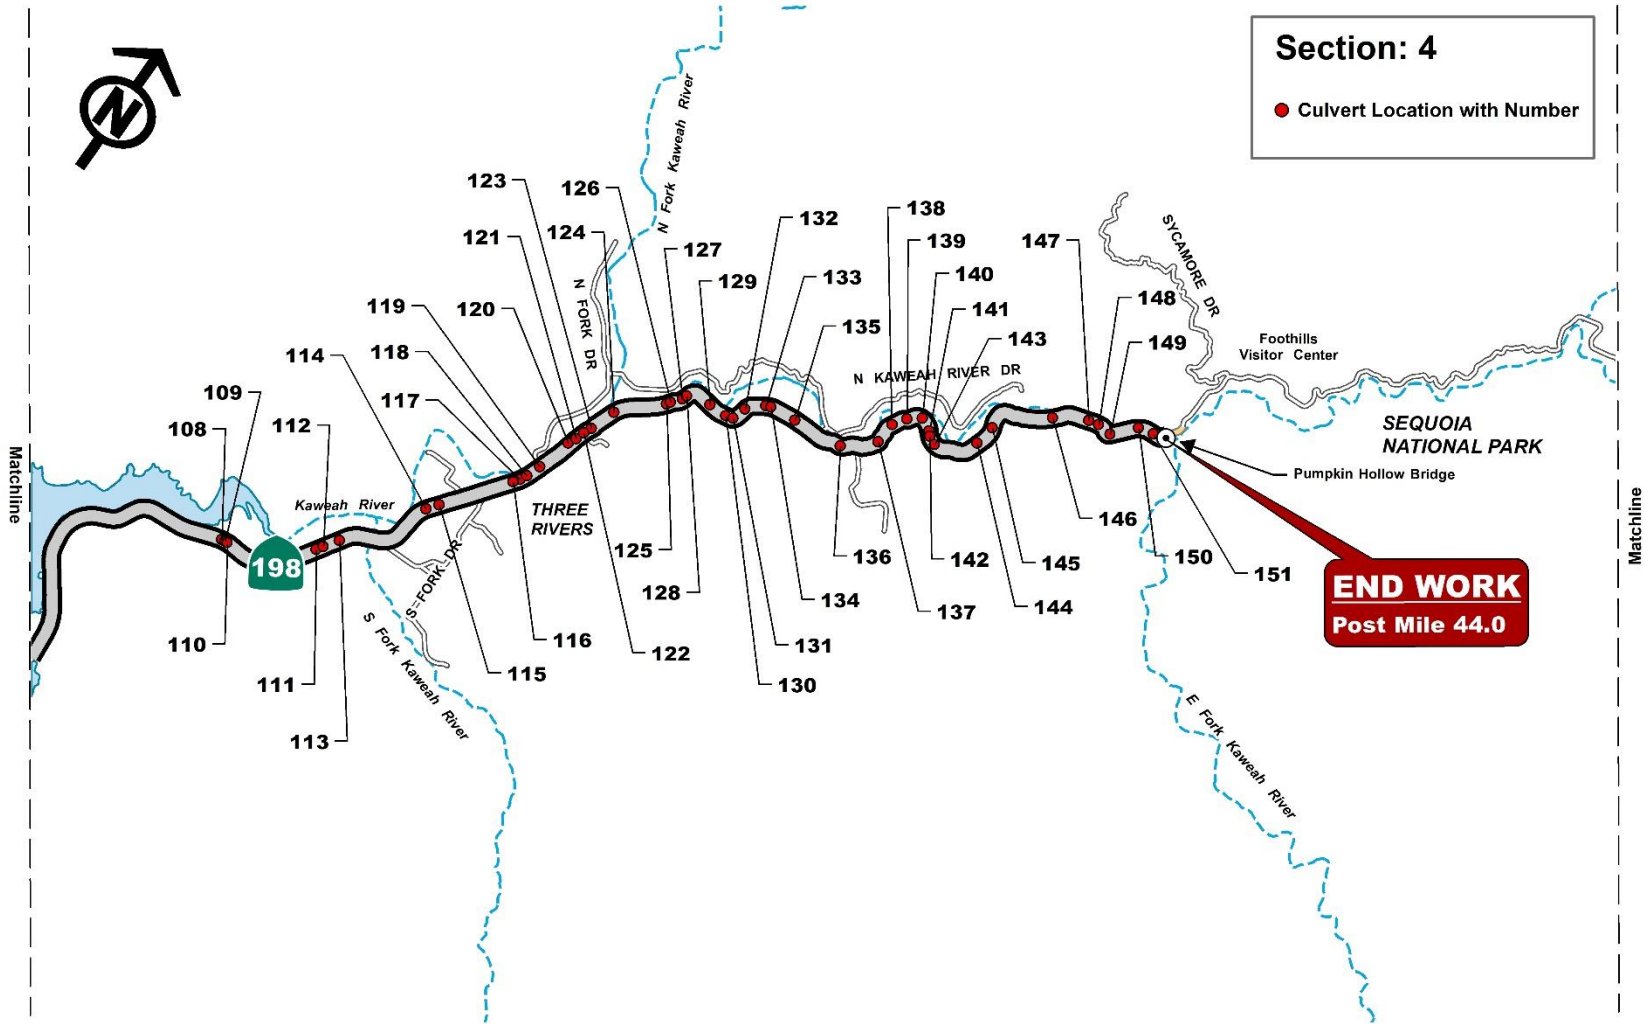 Section: 4
Culvert Location with Number
N
N Fork Kaweah River
123
126
132
138
121
124
127
139
147
SYCAMORE DR
119
120
N FORK DR
129
133
140
148
141
114
118
135
143
149
Foothills
Visitor Center
N KAWEAH RIVER DR
109
117
108
112
SEQUOIA
NATIONAL PARK
Matchline
Kaweah River
THREE
RIVERS
Pumpkin Hollow Bridge
Matchline
198
125
136
142
145
146
150
151
S FORK DR
128
134
137
144
END WORK
Post Mile 44.0
S Fork Kaweah River
110
116
122
131
111
115
130
E Fork Kaweah River
113